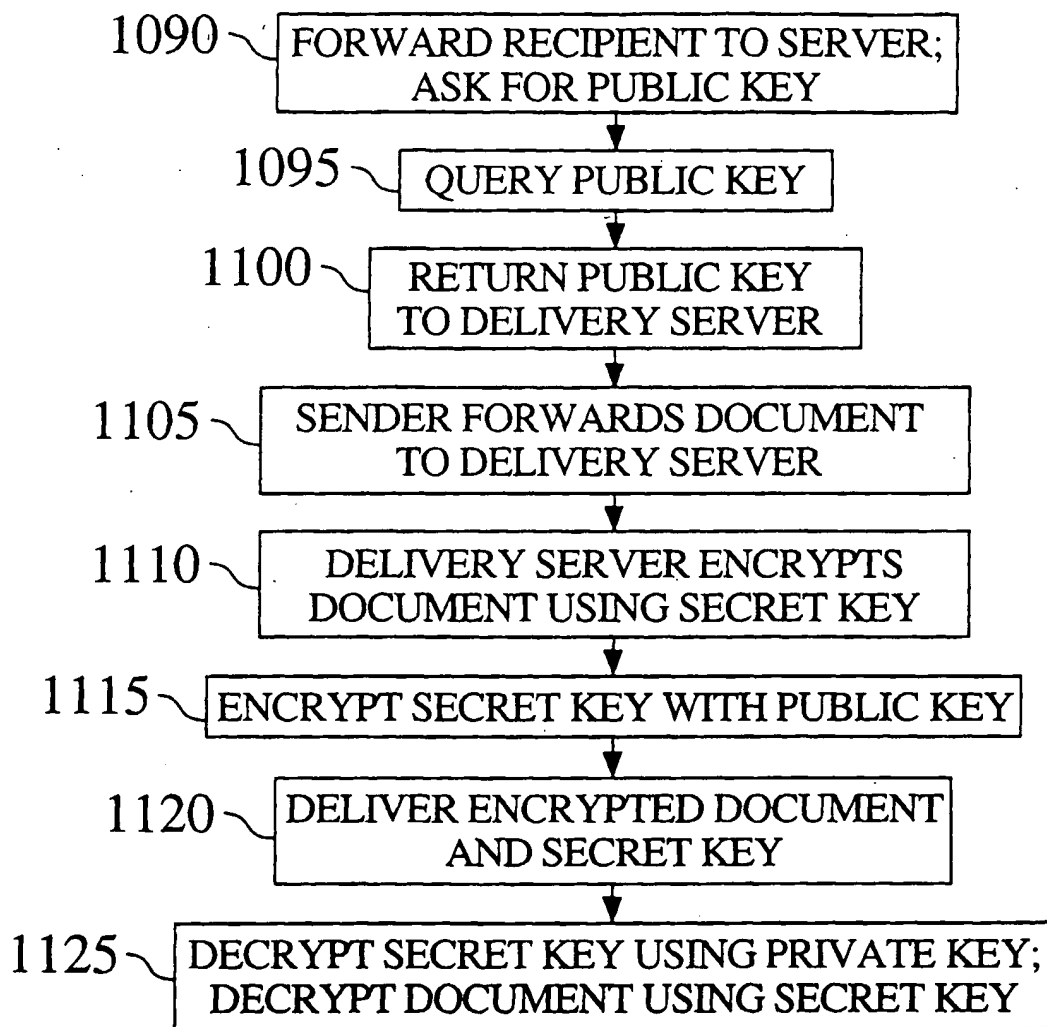 1090
FORWARD RECIPIENT TO SERVER;
ASK FOR PUBLIC KEY
1095
QUERY PUBLIC KEY
1100
RETURN PUBLIC KEY
TO DELIVERY SERVER
1105
SENDER FORWARDS DOCUMENT
TO DELIVERY SERVER
1110
DELIVERY SERVER ENCRYPTS
DOCUMENT USING SECRET KEY
1115
ENCRYPT SECRET KEY WITH PUBLIC KEY
1120
DELIVER ENCRYPTED DOCUMENT
AND SECRET KEY
1125
DECRYPT SECRET KEY USING PRIVATE KEY;
DECRYPT DOCUMENT USING SECRET KEY